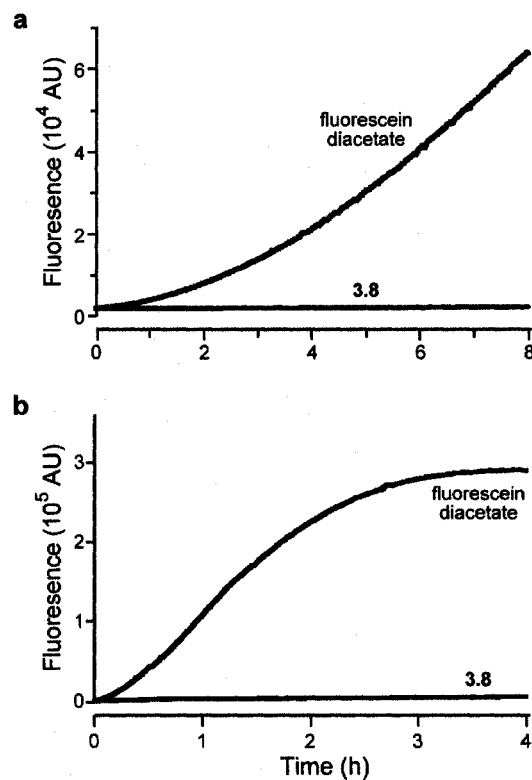 a
Fluoresence (10⁴ AU)
6
4
2
0
fluorescein
diacetate
3.8
0 2 4 6 8
b
Fluoresence (10⁵ AU)
3
2
1
0
fluorescein
diacetate
3.8
0 1 2 3 4
Time (h)